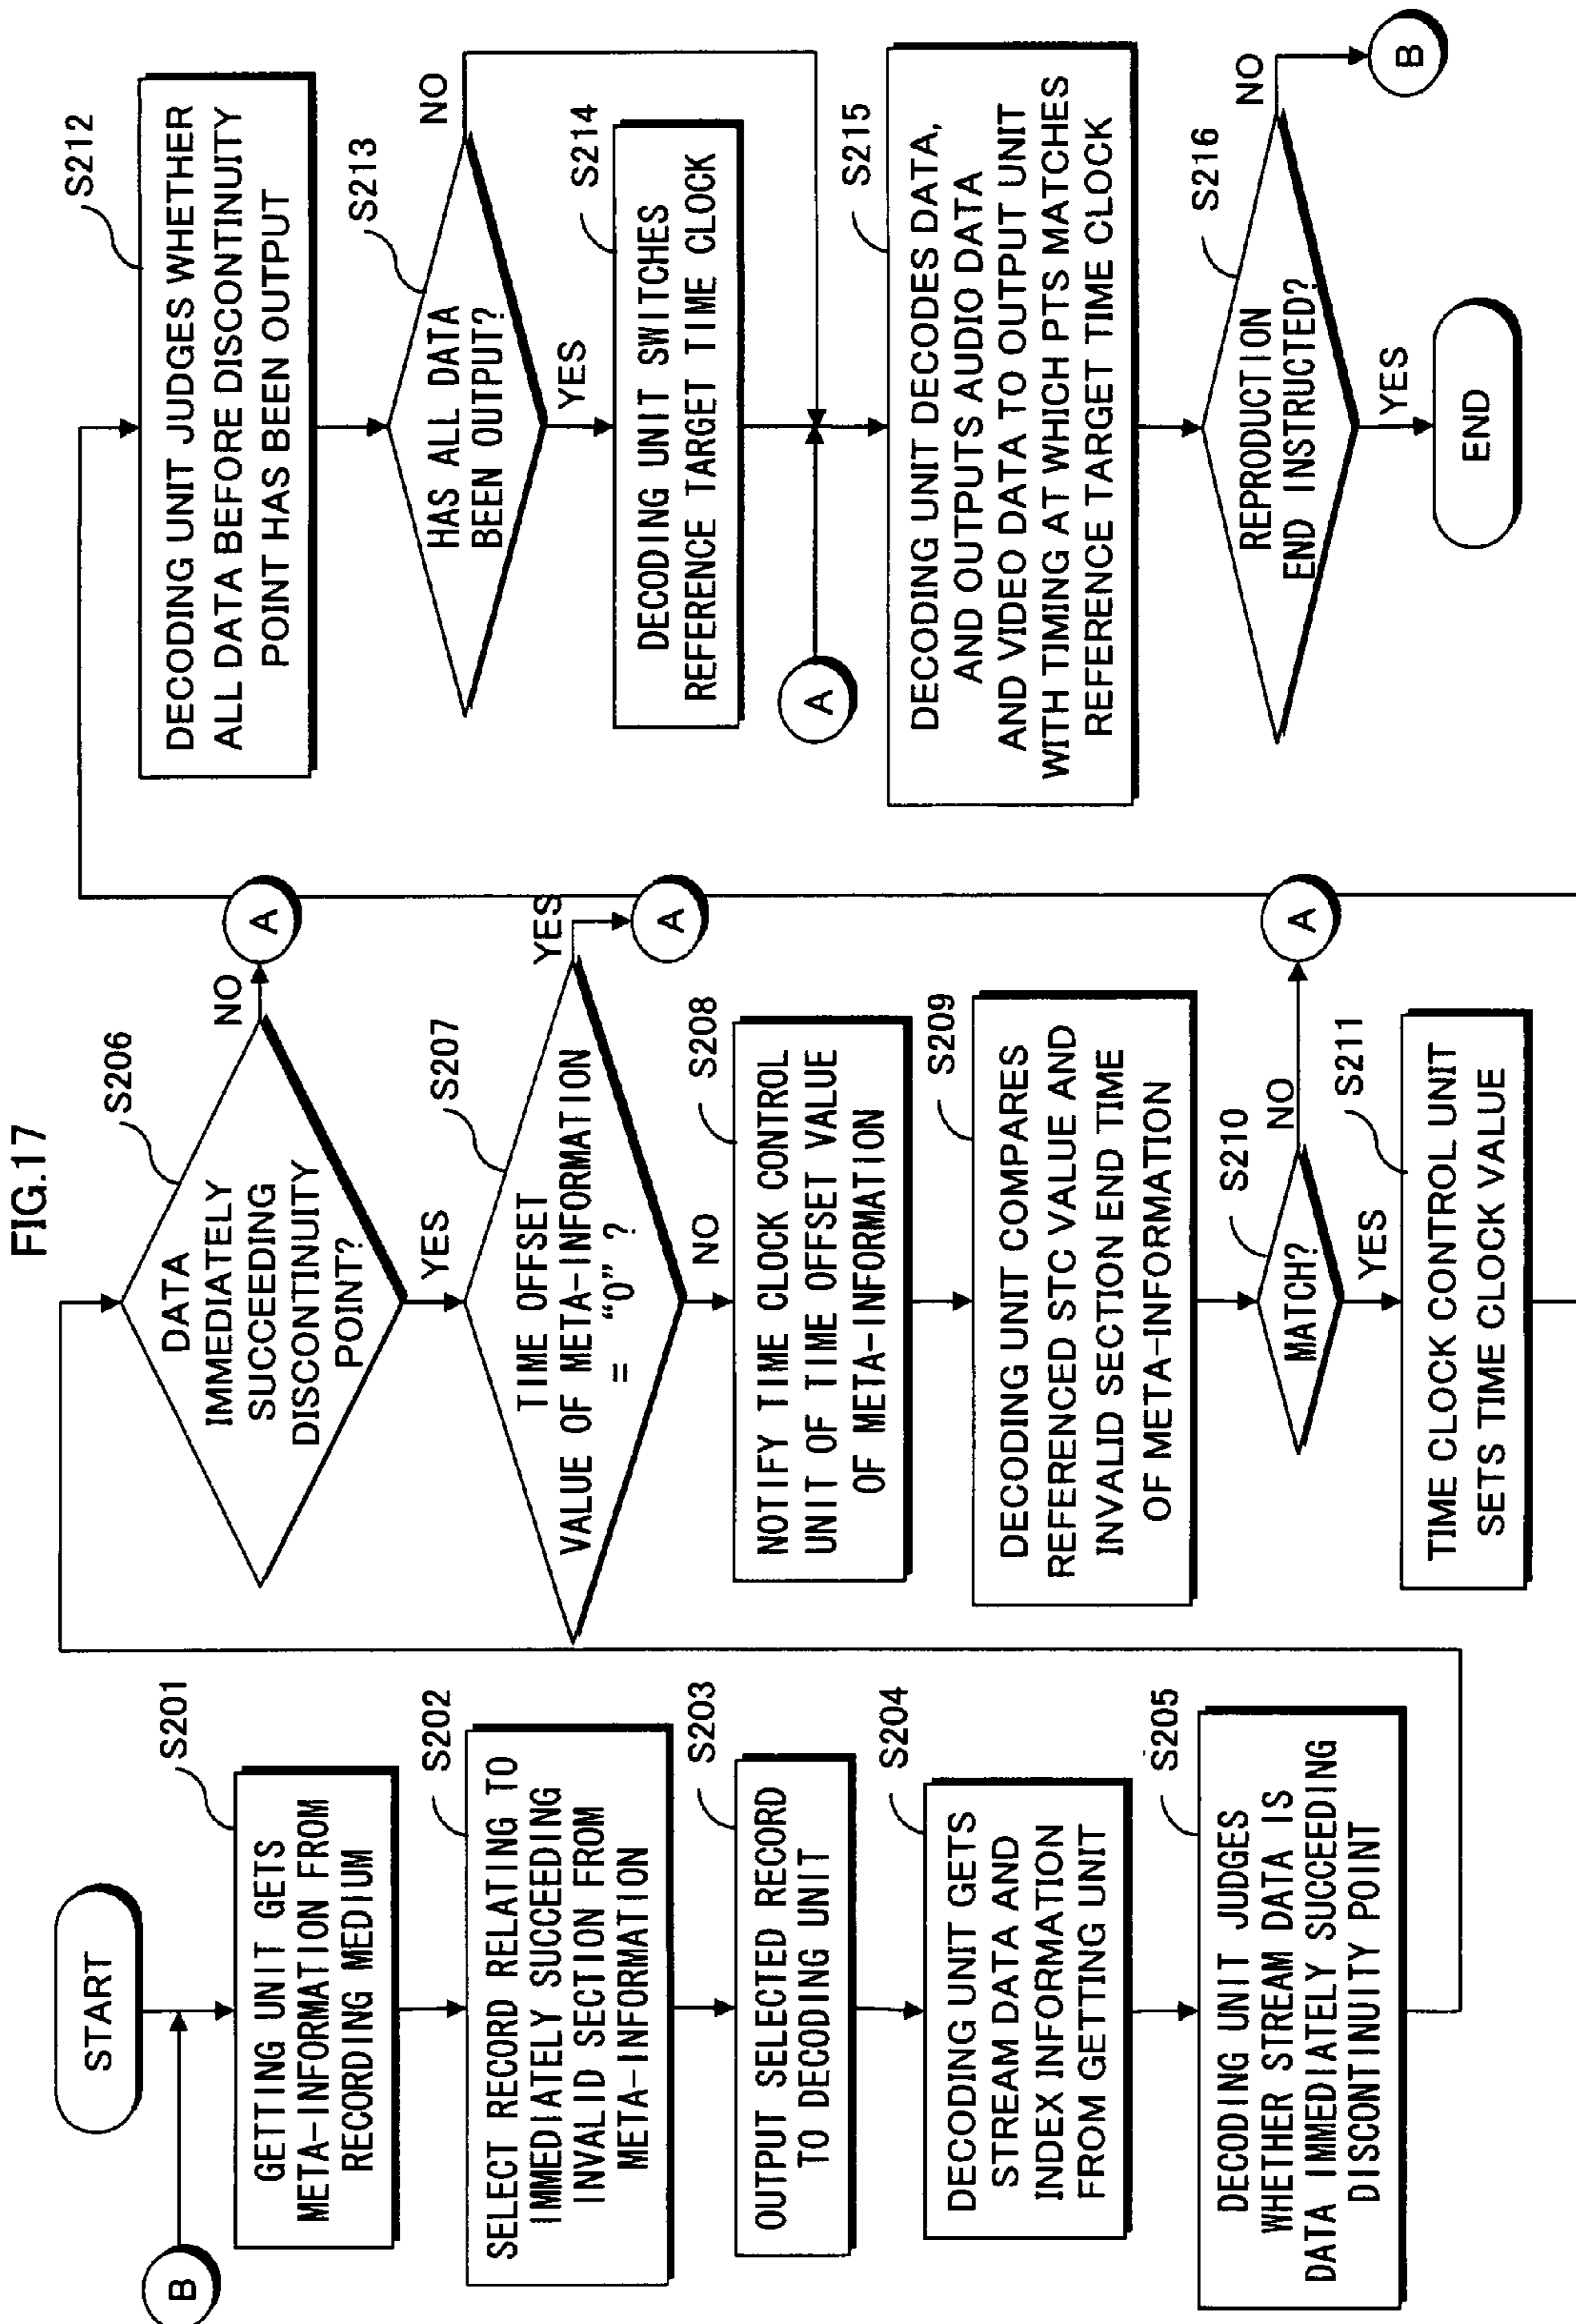 FIG.17
START
B
S201
GETTING UNIT GETS
META-INFORMATION FROM
RECORDING MEDIUM
S202
SELECT RECORD RELATING TO
IMMEDIATELY SUCCEEDING
INVALID SECTION FROM
META-INFORMATION
S203
OUTPUT SELECTED RECORD
TO DECODING UNIT
S204
DECODING UNIT GETS
STREAM DATA AND
INDEX INFORMATION
FROM GETTING UNIT
S205
DECODING UNIT JUDGES
WHETHER STREAM DATA IS
DATA IMMEDIATELY SUCCEEDING
DISCONTINUITY POINT
S206
DATA
IMMEDIATELY
SUCCEEDING
DISCONTINUITY
POINT?
NO
A
YES
S207
TIME OFFSET
VALUE OF META-INFORMATION
= "0" ?
YES
A
NO
S208
NOTIFY TIME CLOCK CONTROL
UNIT OF TIME OFFSET VALUE
OF META-INFORMATION
S209
DECODING UNIT COMPARES
REFERENCED STC VALUE AND
INVALID SECTION END TIME
OF META-INFORMATION
S210
MATCH?
NO
A
YES
S211
TIME CLOCK CONTROL UNIT
SETS TIME CLOCK VALUE
S212
DECODING UNIT JUDGES WHETHER
ALL DATA BEFORE DISCONTINUITY
POINT HAS BEEN OUTPUT
S213
HAS ALL DATA
BEEN OUTPUT?
NO
YES
S214
DECODING UNIT SWITCHES
REFERENCE TARGET TIME CLOCK
A
S215
DECODING UNIT DECODES DATA,
AND OUTPUTS AUDIO DATA
AND VIDEO DATA TO OUTPUT UNIT
WITH TIMING AT WHICH PTS MATCHES
REFERENCE TARGET TIME CLOCK
S216
REPRODUCTION
END INSTRUCTED?
NO
B
YES
END